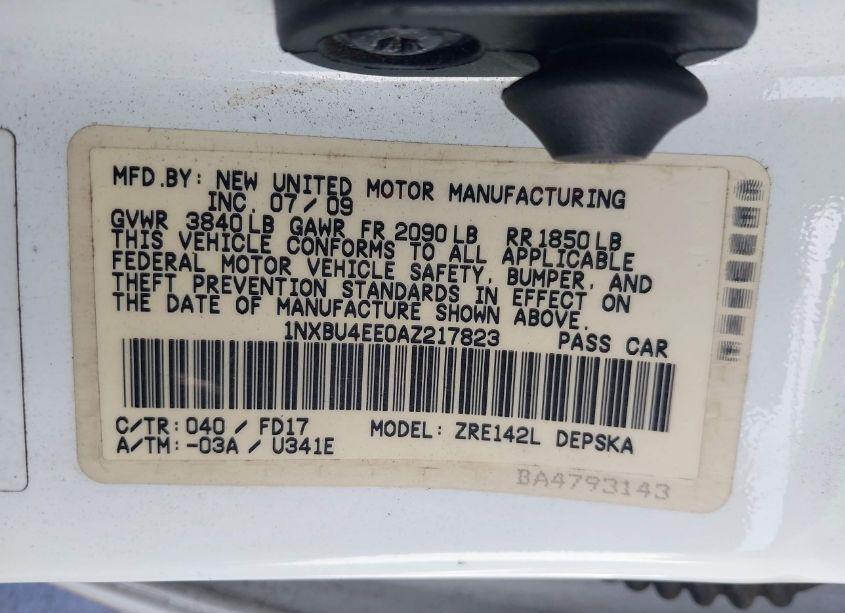 MFD.BY: NEW UNITED MOTOR MANUFACTURING
INC. 07/09
GVWR 3840LB GAWR FR 2090LB RR1850LB
THIS VEHICLE CONFORMS TO ALL APPLICABLE
FEDERAL MOTOR VEHICLE SAFETY, BUMPER, AND
THEFT PREVENTION STANDARDS IN EFFECT ON
THE DATE OF MANUFACTURE SHOWN ABOVE.
1NXBU4EE0AZ217823 PASS CAR
C/TR: 040 / FD17 MODEL: ZRE142L DEPSKA
A/TM: -03A / U341E
BA4793143